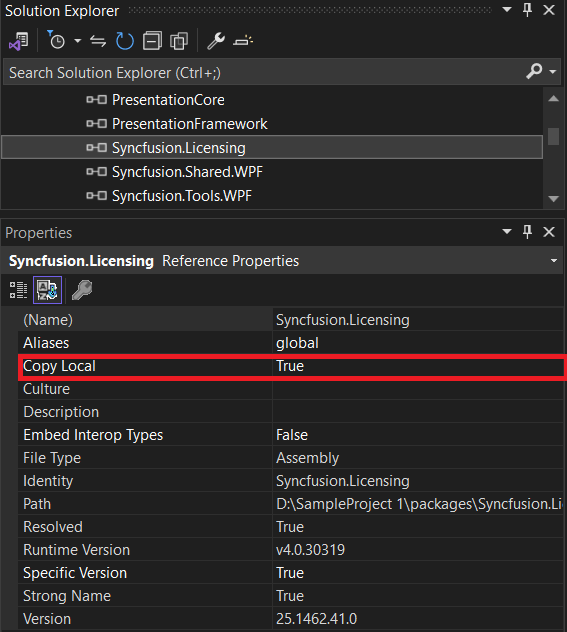 Solution Explorer
Search Solution Explorer (Ctrl+;)
PresentationCore
PresentationFramework
Syncfusion.Licensing
Syncfusion.Shared.WPF
Syncfusion.Tools.WPF
Properties
Syncfusion.Licensing Reference Properties
(Name) Syncfusion.Licensing
Aliases global
Copy Local True
Culture
Description
Embed Interop Types False
File Type Assembly
Identity Syncfusion.Licensing
Path D:\SampleProject 1\packages\Syncfusion.Li
Resolved True
Runtime Version v4.0.30319
Specific Version True
Strong Name True
Version 25.1462.41.0